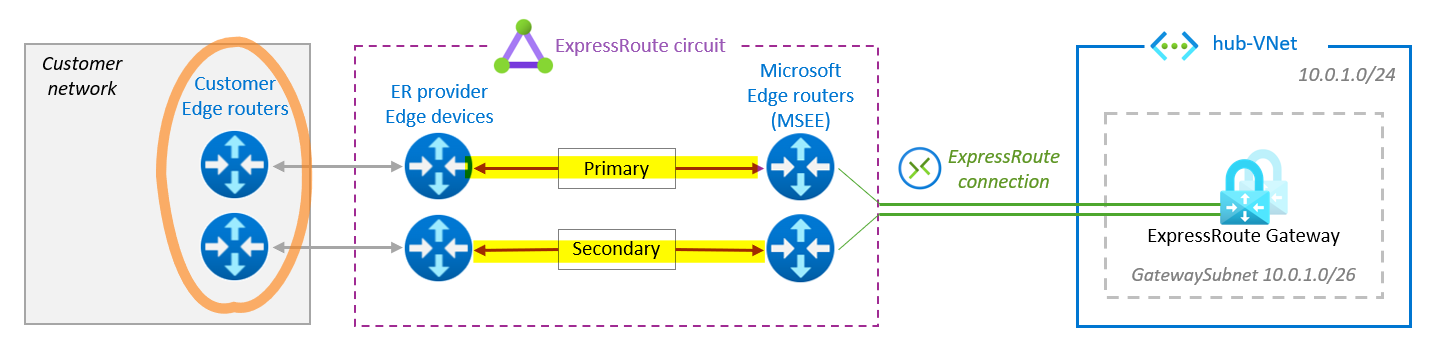 Customer
network
Customer
Edge routers
ExpressRoute circuit
ER provider
Edge devices
Primary
Secondary
Microsoft
Edge routers
(MSEE)
ExpressRoute
connection
hub-VNet
10.0.1.0/24
ExpressRoute Gateway
GatewaySubnet 10.0.1.0/26